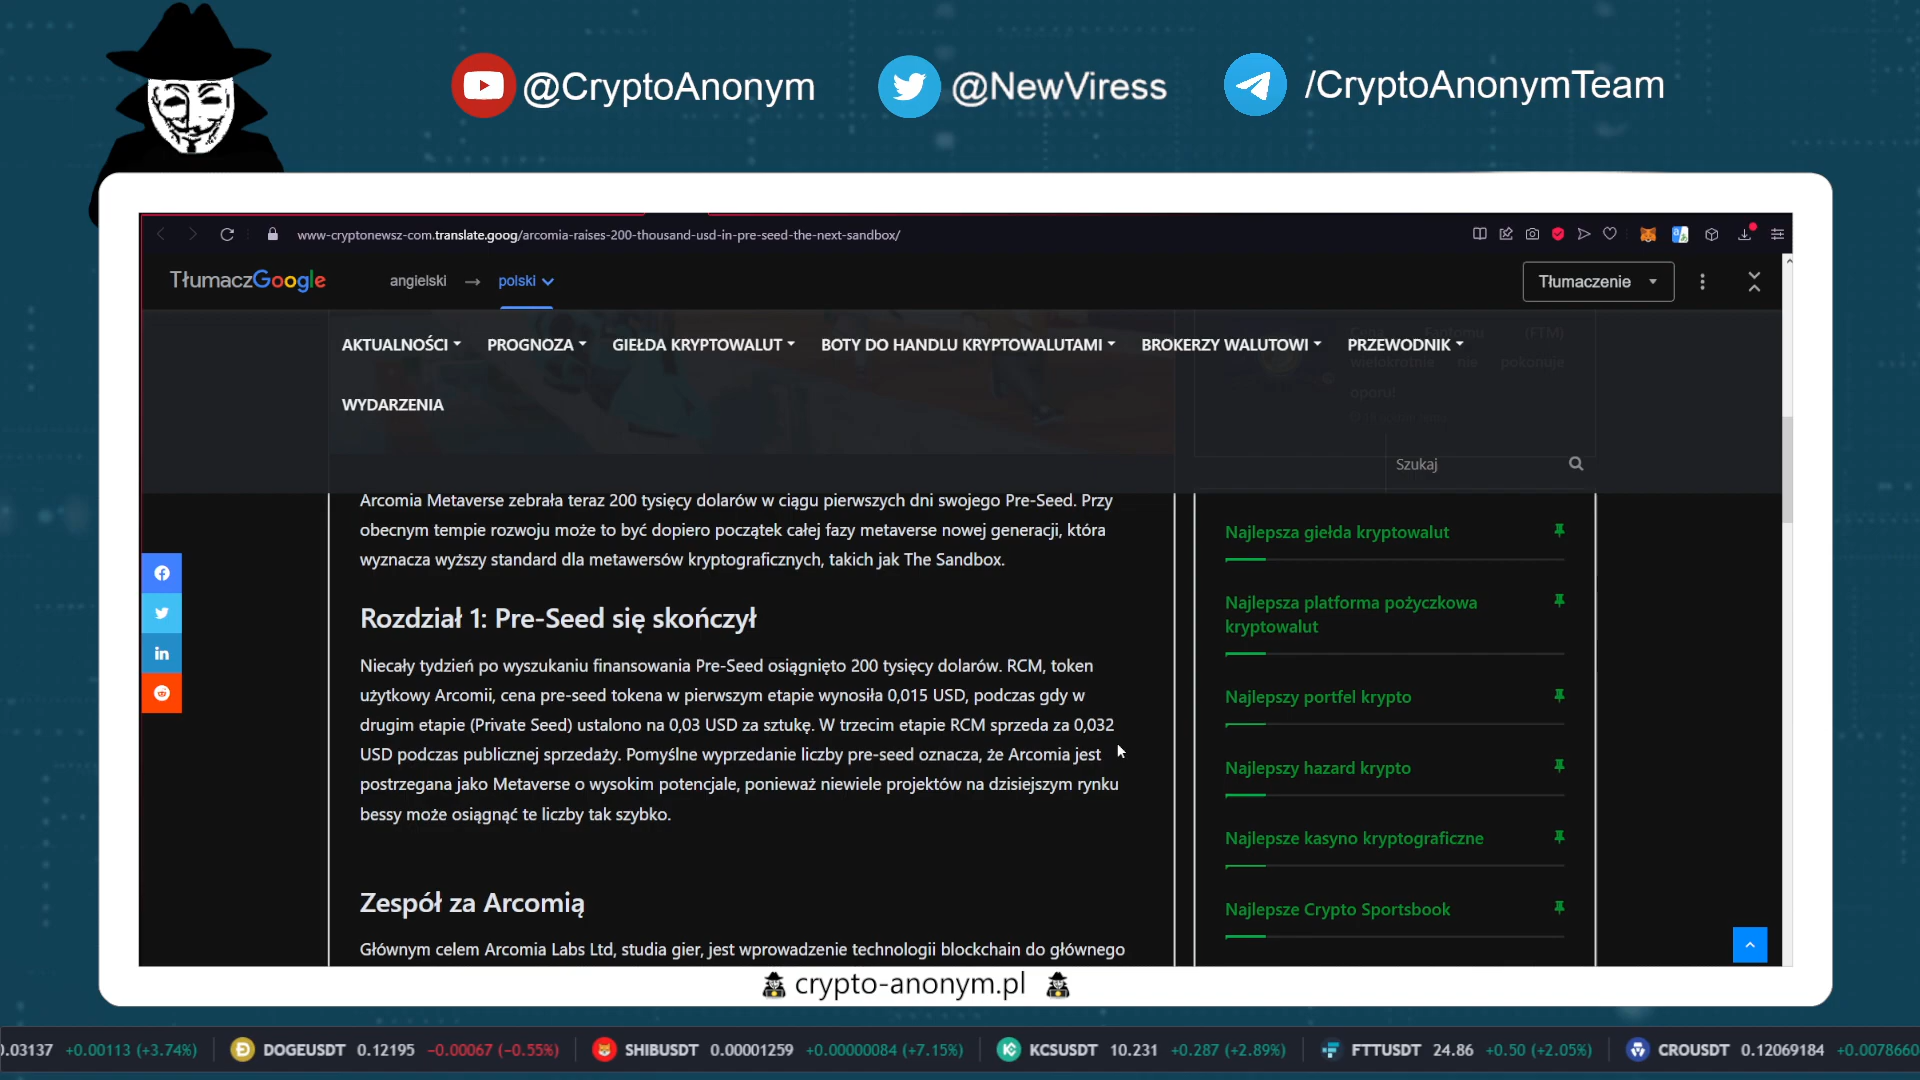 @CryptoAnonym @NewViress /CryptoAnonymTeam
www-cryptonewsz-com.translate.goog/arcomia-raises-200-thousand-usd-in-pre-seed-the-next-sandbox/
TłumaczGoogle angielski → polski Tłumaczenie
AKTUALNOŚCI PROGNOZA GIEŁDA KRYPTOWALUT BOTY DO HANDLU KRYPTOWALUTAMI BROKERZY WALUTOWI PRZEWODNIK
WYDARZENIA
Cena Fantomu (FTM)
wielokrotnie nie pokonuje
oporu!
Szukaj
Arcomia Metaverse zebrała teraz 200 tysięcy dolarów w ciągu pierwszych dni swojego Pre-Seed. Przy
obecnym tempie rozwoju może to być dopiero początek całej fazy metaverse nowej generacji, która
wyznacza wyższy standard dla metawersów kryptograficznych, takich jak The Sandbox.
Rozdział 1: Pre-Seed się skończył
Niecały tydzień po wyszukaniu finansowania Pre-Seed osiągnięto 200 tysięcy dolarów. RCM, token
użytkowy Arcomii, cena pre-seed tokena w pierwszym etapie wynosiła 0,015 USD, podczas gdy w
drugim etapie (Private Seed) ustalono na 0,03 USD za sztukę. W trzecim etapie RCM sprzeda za 0,032
USD podczas publicznej sprzedaży. Pomyślne wyprzedanie liczby pre-seed oznacza, że Arcomia jest
postrzegana jako Metaverse o wysokim potencjale, ponieważ niewiele projektów na dzisiejszym rynku
bessy może osiągnąć te liczby tak szybko.
Zespół za Arcomią
Głównym celem Arcomia Labs Ltd, studia gier, jest wprowadzenie technologii blockchain do głównego
Najlepsza giełda kryptowalut
Najlepsza platforma pożyczkowa
kryptowalut
Najlepszy portfel krypto
Najlepszy hazard krypto
Najlepsze kasyno kryptograficzne
Najlepsze Crypto Sportsbook
crypto-anonym.pl
0.03137 +0.00113 (+3.74%) DOGEUSDT 0.12195 −0.00067 (−0.55%) SHIBUSDT 0.00001259 +0.00000084 (+7.15%) KCSUSDT 10.231 +0.287 (+2.89%) FTTUSDT 24.86 +0.50 (+2.05%) CROUSDT 0.12069184 +0.0078660